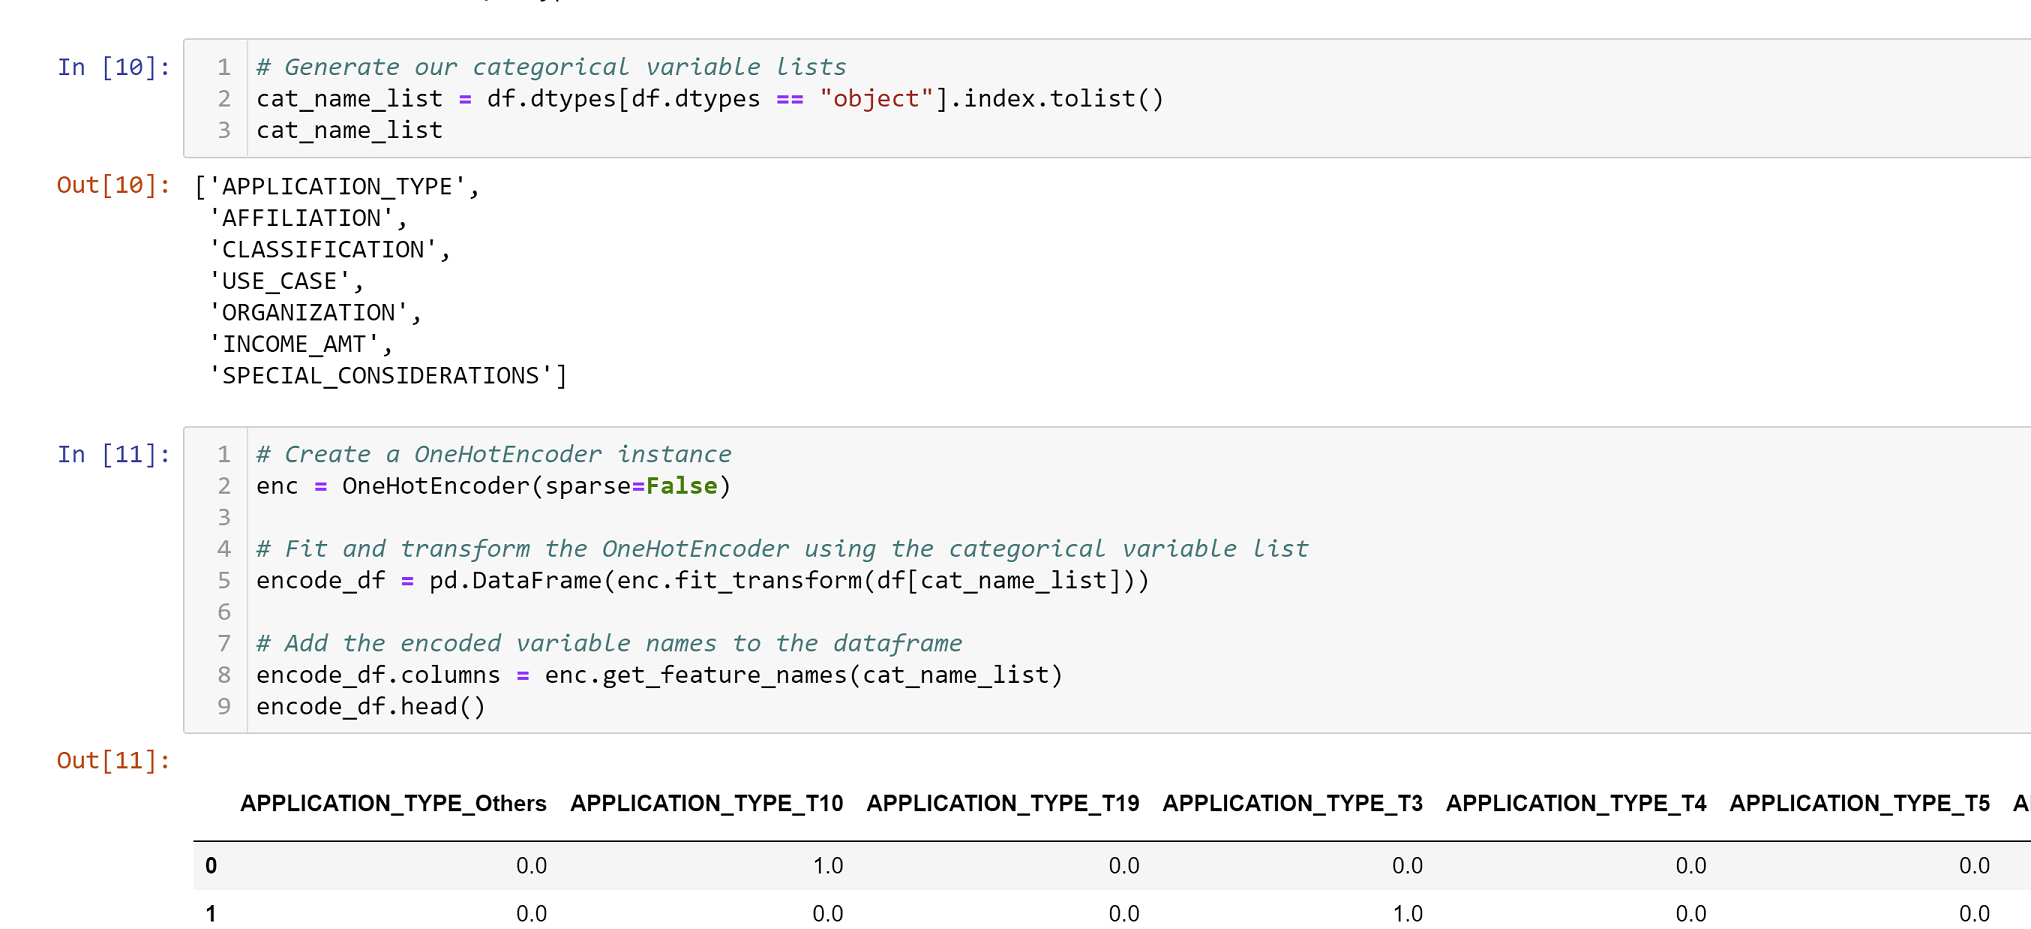 In [10]:
1 # Generate our categorical variable lists
2 cat_name_list = df.dtypes[df.dtypes == "object"].index.tolist()
3 cat_name_list
Out[10]: ['APPLICATION_TYPE',
'AFFILIATION',
'CLASSIFICATION',
'USE_CASE',
'ORGANIZATION',
'INCOME_AMT',
'SPECIAL_CONSIDERATIONS']
In [11]:
1 # Create a OneHotEncoder instance
2 enc = OneHotEncoder(sparse=False)
3
4 # Fit and transform the OneHotEncoder using the categorical variable list
5 encode_df = pd.DataFrame(enc.fit_transform(df[cat_name_list]))
6
7 # Add the encoded variable names to the dataframe
8 encode_df.columns = enc.get_feature_names(cat_name_list)
9 encode_df.head()
Out[11]:
APPLICATION_TYPE_Others APPLICATION_TYPE_T10 APPLICATION_TYPE_T19 APPLICATION_TYPE_T3 APPLICATION_TYPE_T4 APPLICATION_TYPE_T5
0 0.0 1.0 0.0 0.0 0.0 0.0
1 0.0 0.0 0.0 1.0 0.0 0.0